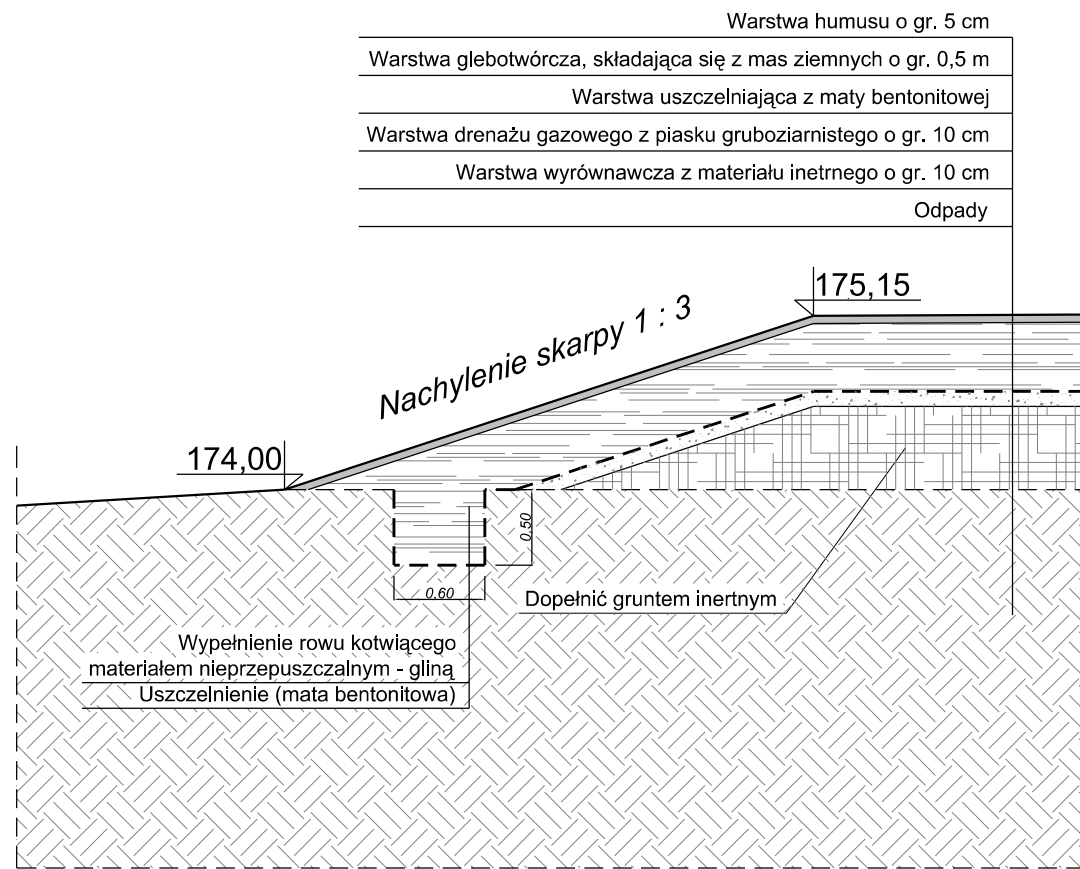 Warstwa humusu o gr. 5 cm
Warstwa glebotwórcza, składająca się z mas ziemnych o gr. 0,5 m
Warstwa uszczelniająca z maty bentonitowej
Warstwa drenażu gazowego z piasku gruboziarnistego o gr. 10 cm
Warstwa wyrównawcza z materiału inetrnego o gr. 10 cm
Odpady
175,15
Nachylenie skarpy 1 : 3
174,00
0.50
0.60
Dopełnić gruntem inertnym
Wypełnienie rowu kotwiącego
materiałem nieprzepuszczalnym - gliną
Uszczelnienie (mata bentonitowa)